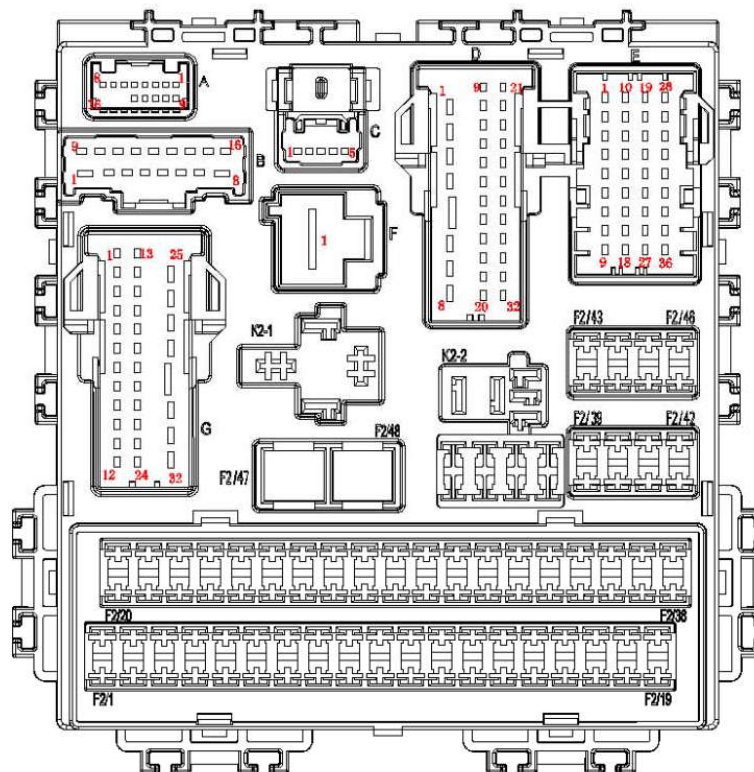 D E
8 1 A
16 9
9 16 B
1 8
C
1 5
1 9 21
8 20 32
1 10 19 28
9 18 27 36
F
1
1 13 25
12 24 32
G
K2-1
K2-2
F2/43 F2/46
F2/39 F2/42
F2/47
F2/48
F2/20 F2/38
F2/1 F2/19